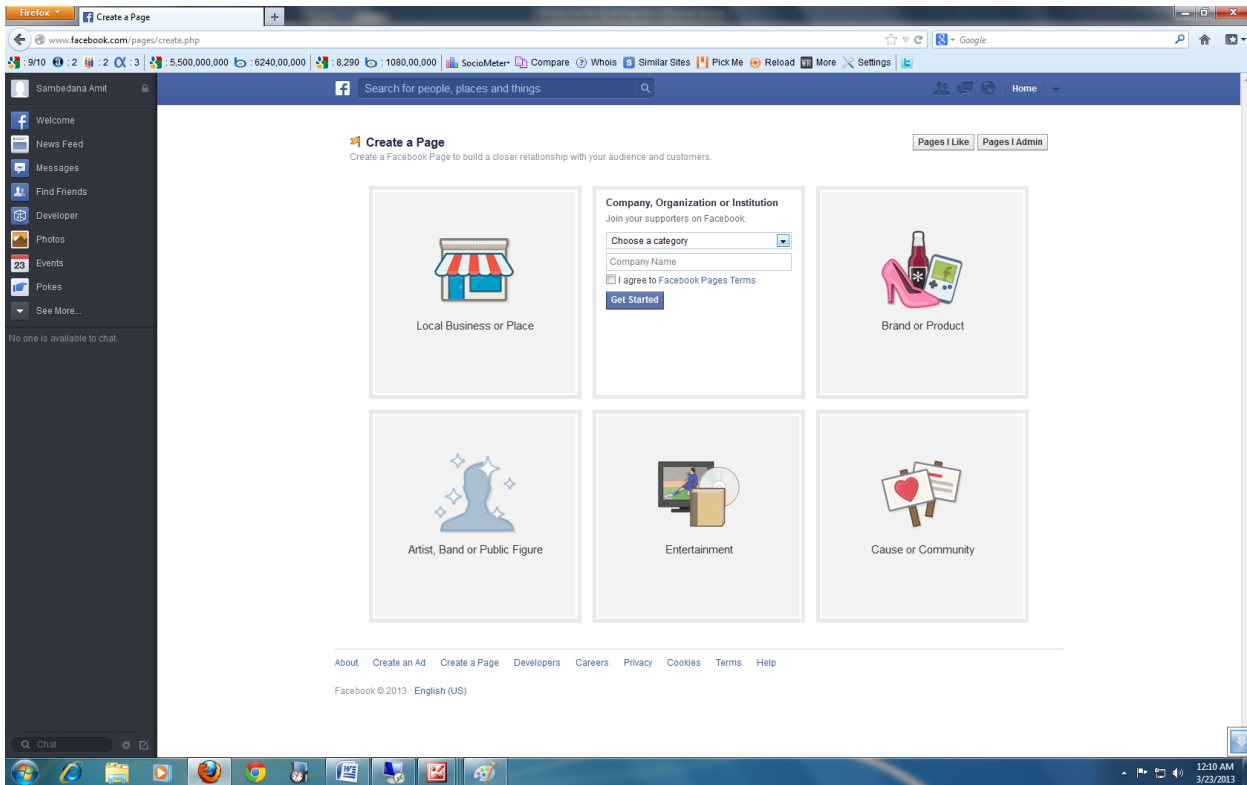 Firefox
Create a Page
www.facebook.com/pages/create.php
Google
: 9/10 : 2 : 2 : 3 : 5,500,000,000 : 6240,00,000 : 8,290 : 1080,00,000 SocioMeter Compare Whois Similar Sites Pick Me Reload More Settings
Sambedana Amit
Search for people, places and things
Home
Welcome
News Feed
Messages
Find Friends
Developer
Photos
23 Events
Pokes
See More...
No one is available to chat.
Chat
Create a Page
Pages I Like Pages I Admin
Create a Facebook Page to build a closer relationship with your audience and customers.
Local Business or Place
Company, Organization or Institution
Join your supporters on Facebook.
Choose a category
Company Name
I agree to Facebook Pages Terms
Get Started
Brand or Product
Artist, Band or Public Figure
Entertainment
Cause or Community
About Create an Ad Create a Page Developers Careers Privacy Cookies Terms Help
Facebook © 2013 · English (US)
12:10 AM
3/23/2013